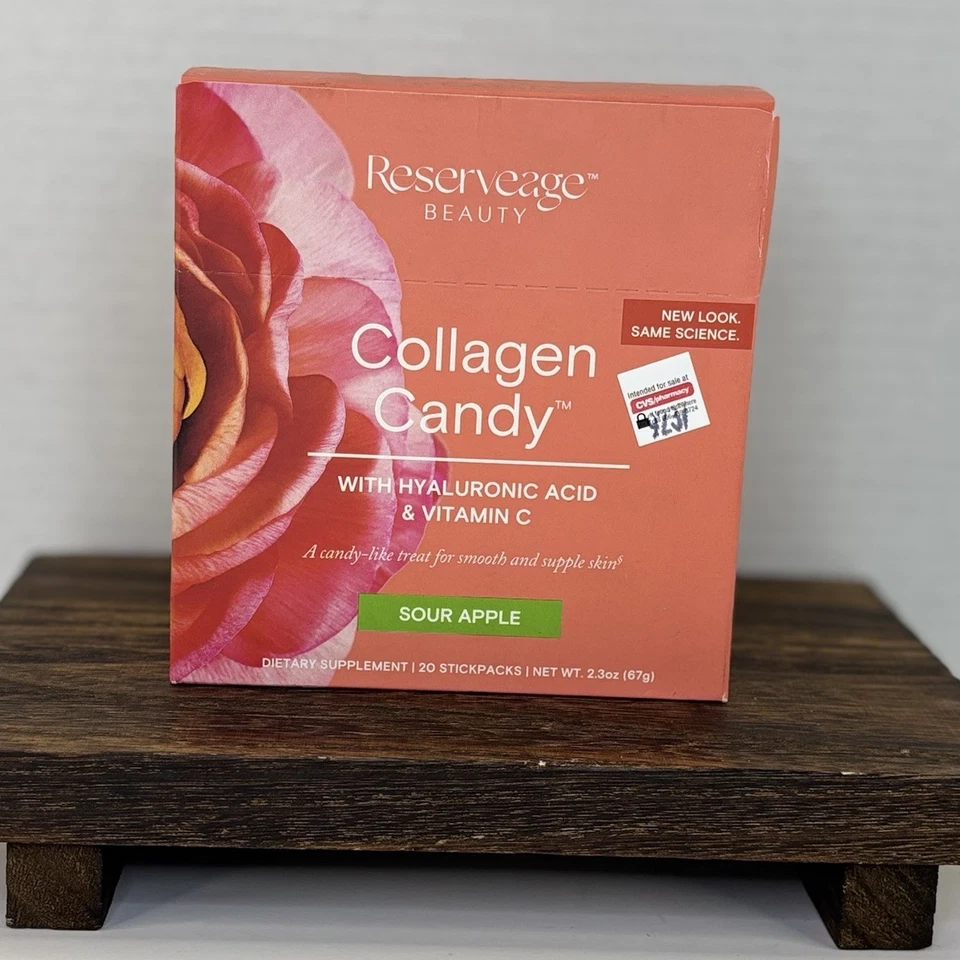 Reserveage™
BEAUTY
NEW LOOK.
SAME SCIENCE.
Collagen
Candy™
Intended for sale at
CVS/pharmacy
WITH HYALURONIC ACID
& VITAMIN C
A candy-like treat for smooth and supple skin§
SOUR APPLE
DIETARY SUPPLEMENT | 20 STICKPACKS | NET WT. 2.3oz (67g)